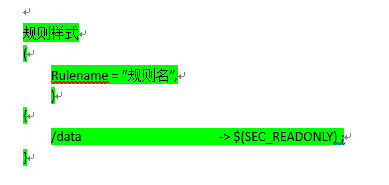 规则样式
(
Rulename = “规则名”,
)
{
/data -> $(SEC_READONLY) ;
}